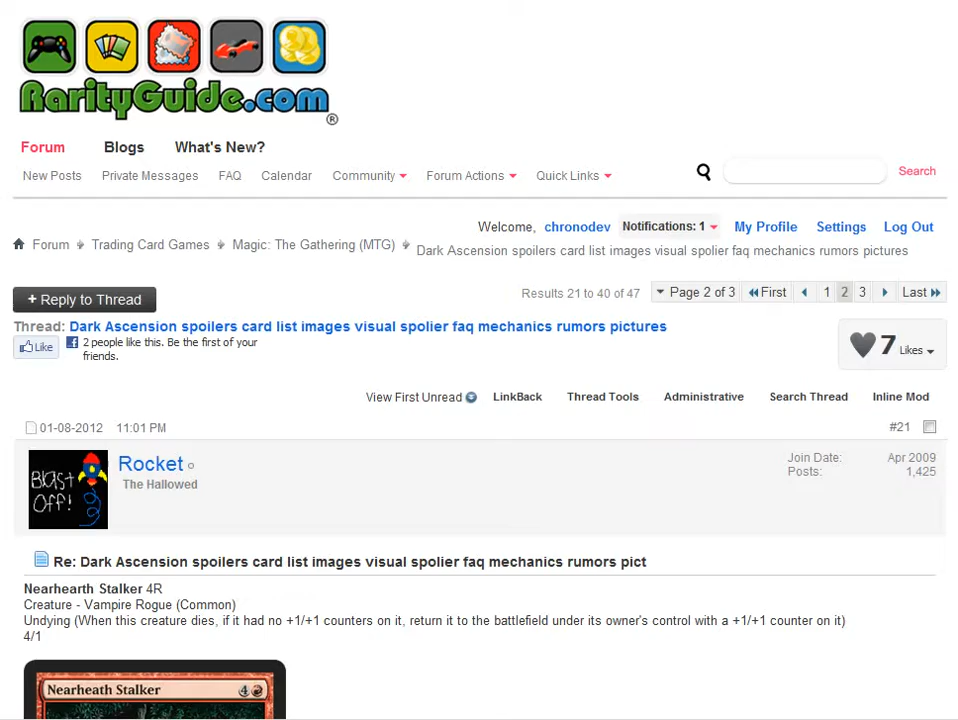 RarityGuide.com ®
Forum Blogs What's New?
New Posts Private Messages FAQ Calendar Community Forum Actions Quick Links Search
Welcome, chronodev Notifications: 1 My Profile Settings Log Out
Forum Trading Card Games Magic: The Gathering (MTG) Dark Ascension spoilers card list images visual spolier faq mechanics rumors pictures
+ Reply to Thread Results 21 to 40 of 47 Page 2 of 3 First 1 2 3 Last
Thread: Dark Ascension spoilers card list images visual spolier faq mechanics rumors pictures
Like 2 people like this. Be the first of your
friends.
7 Likes
View First Unread LinkBack Thread Tools Administrative Search Thread Inline Mod
01-08-2012 11:01 PM #21
BLAST
OFF!
Rocket
The Hallowed
Join Date: Apr 2009
Posts: 1,425
Re: Dark Ascension spoilers card list images visual spolier faq mechanics rumors pict
Nearhearth Stalker 4R
Creature - Vampire Rogue (Common)
Undying (When this creature dies, if it had no +1/+1 counters on it, return it to the battlefield under its owner's control with a +1/+1 counter on it)
4/1
Nearheath Stalker 4